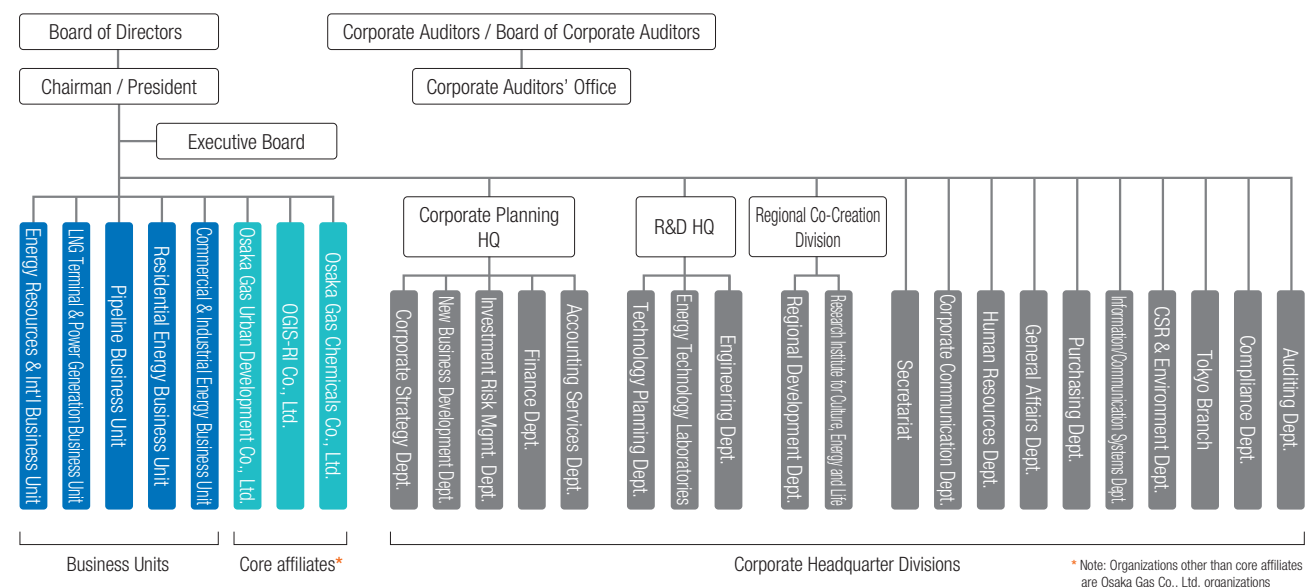 Board of Directors
Corporate Auditors / Board of Corporate Auditors
Chairman / President
Corporate Auditors’ Office
Executive Board
Corporate Planning
HQ
R&D HQ
Regional Co-Creation
Division
Energy Resources & Int'l Business Unit
LNG Terminal & Power Generation Business Unit
Pipeline Business Unit
Residential Energy Business Unit
Commercial & Industrial Energy Business Unit
Osaka Gas Urban Development Co., Ltd.
OGIS-RI Co., Ltd.
Osaka Gas Chemicals Co., Ltd.
Corporate Strategy Dept.
New Business Development Dept.
Investment Risk Mgmt. Dept.
Finance Dept.
Accounting Services Dept.
Technology Planning Dept.
Energy Technology Laboratories
Engineering Dept.
Regional Development Dept.
Research Institute for Culture, Energy and Life
Secretariat
Corporate Communication Dept.
Human Resources Dept.
General Affairs Dept.
Purchasing Dept.
Information/Communication Systems Dept.
CSR & Environment Dept.
Tokyo Branch
Compliance Dept.
Auditing Dept.
Business Units
Core affiliates*
Corporate Headquarter Divisions
* Note: Organizations other than core affiliates
are Osaka Gas Co., Ltd. organizations